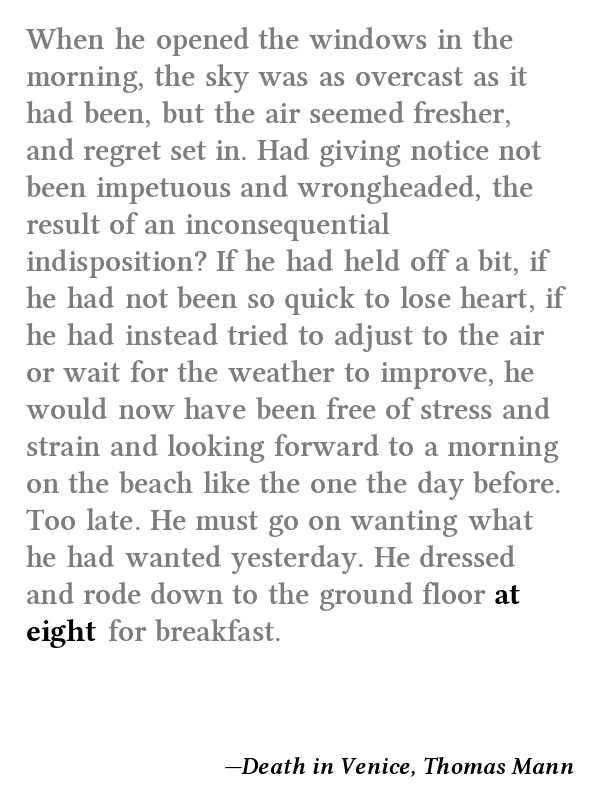 When he opened the windows in the
morning, the sky was as overcast as it
had been, but the air seemed fresher,
and regret set in. Had giving notice not
been impetuous and wrongheaded, the
result of an inconsequential
indisposition? If he had held off a bit, if
he had not been so quick to lose heart, if
he had instead tried to adjust to the air
or wait for the weather to improve, he
would now have been free of stress and
strain and looking forward to a morning
on the beach like the one the day before.
Too late. He must go on wanting what
he had wanted yesterday. He dressed
and rode down to the ground floor at
eight for breakfast.
—Death in Venice, Thomas Mann